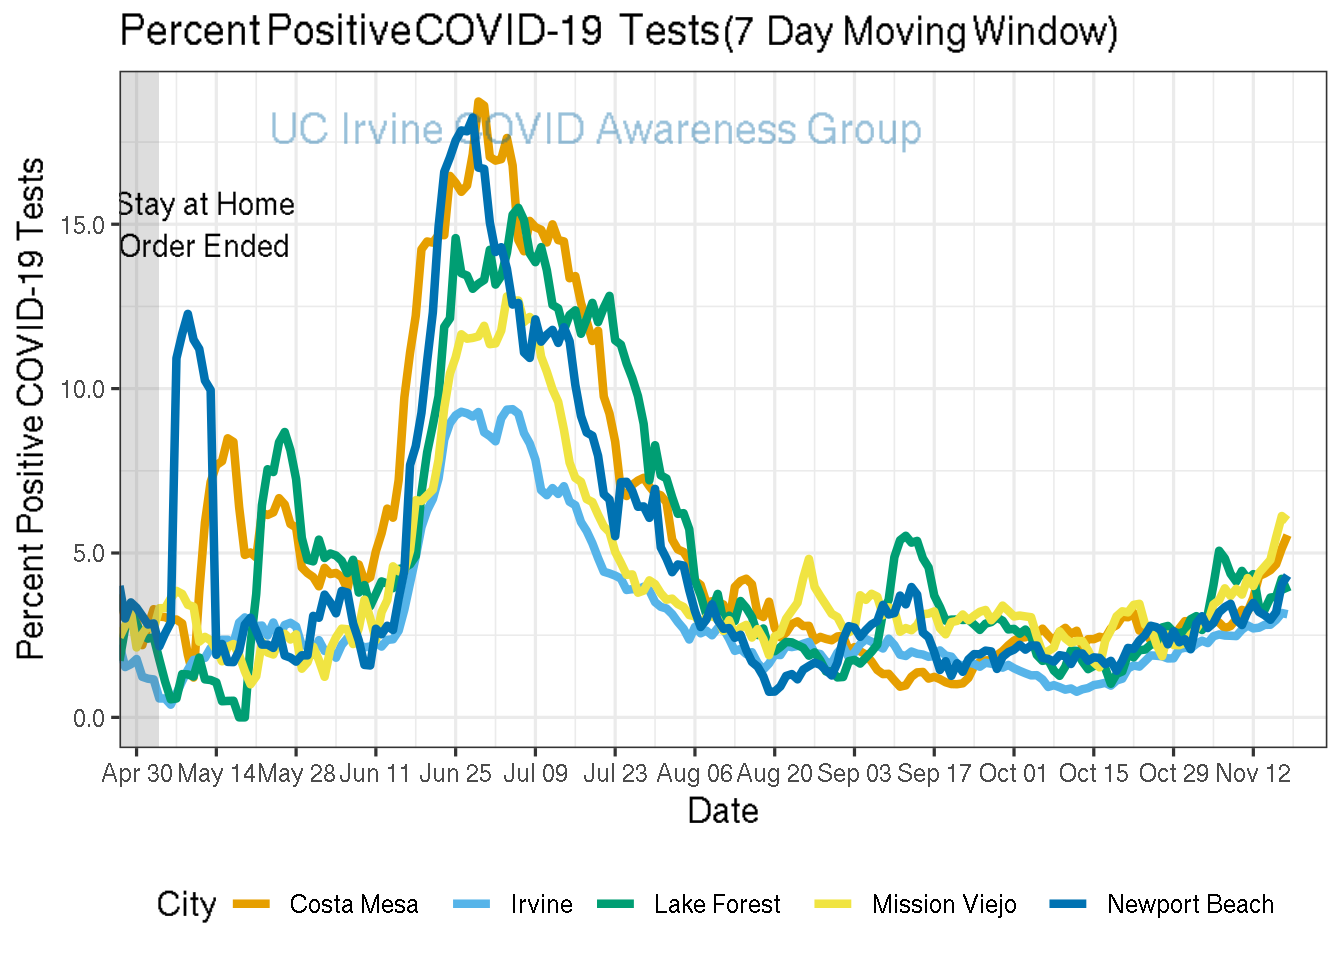 Percent Positive COVID-19 Tests (7 Day Moving Window)
UC Irvine COVID Awareness Group
Stay at Home
Order Ended
Percent Positive COVID-19 Tests
15.0
10.0
5.0
0.0
Apr 30 May 14 May 28 Jun 11 Jun 25 Jul 09 Jul 23 Aug 06 Aug 20 Sep 03 Sep 17 Oct 01 Oct 15 Oct 29 Nov 12
Date
City Costa Mesa Irvine Lake Forest Mission Viejo Newport Beach